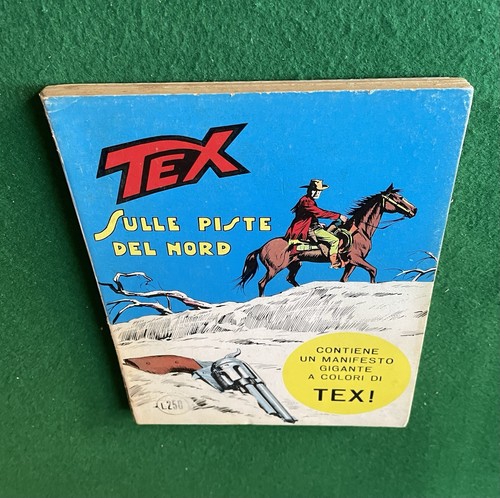 TEX
SULLE PISTE
DEL NORD
CONTIENE
UN MANIFESTO
GIGANTE
A COLORI DI
TEX!
L.250